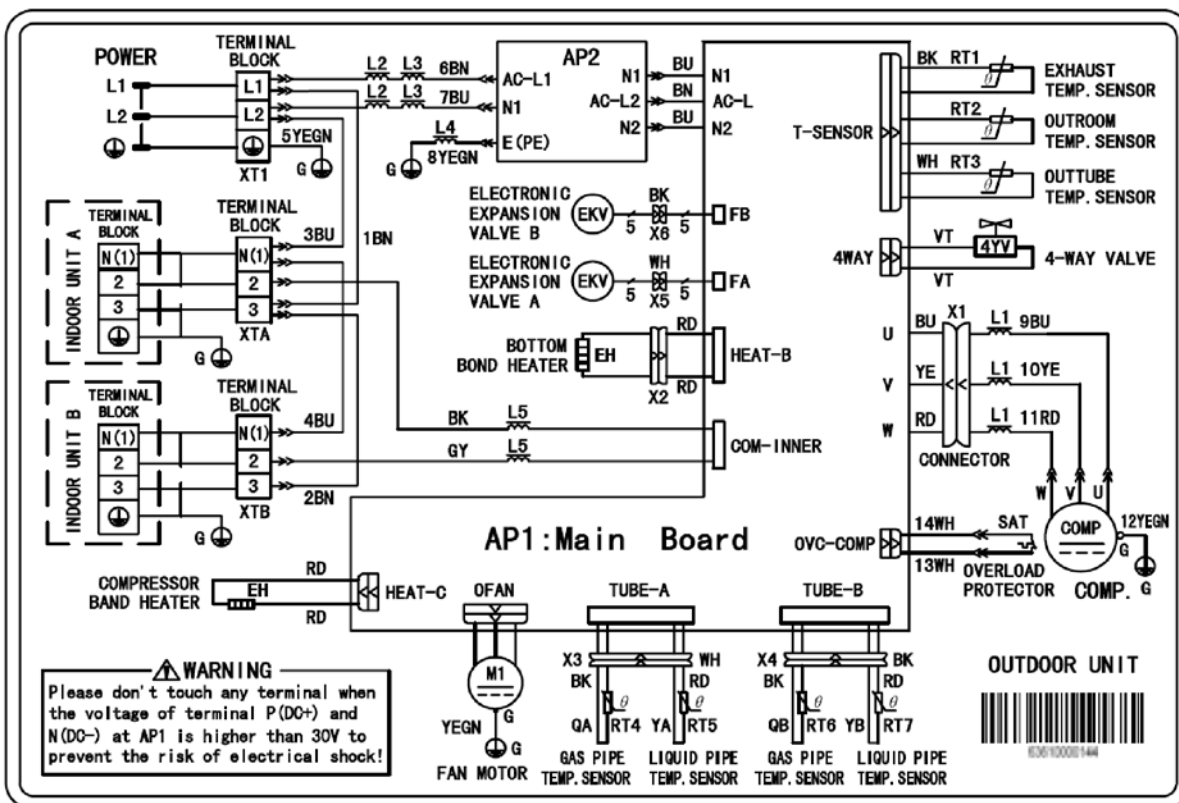 POWER
L1
L2
TERMINAL
BLOCK
L1
L2
XT1
5YEGN
G
L2 L3 6BN
L2 L3 7BU
L4
8YEGN
G
AP2
AC-L1
N1
E(PE)
N1
AC-L2
N2
BU
BN
BU
N1
AC-L
N2
INDOOR UNIT A
TERMINAL
BLOCK
N(1)
2
3
G
TERMINAL
BLOCK
2
3
XTA
3BU
1BN
INDOOR UNIT B
TERMINAL
BLOCK
N(1)
2
3
G
TERMINAL
BLOCK
N(1)
2
3
XTB
4BU
2BN
ELECTRONIC
EXPANSION
VALVE B
EKV
5
BK
X6
5
FB
ELECTRONIC
EXPANSION
VALVE A
EKV
5
WH
X5
5
FA
BOTTOM
BOND HEATER
EH
X2
RD
RD
HEAT-B
BK L5
GY L5
COM-INNER
T-SENSOR
BK RT1 θ
EXHAUST
TEMP. SENSOR
RT2 θ
OUTROOM
TEMP. SENSOR
WH RT3 θ
OUTTUBE
TEMP. SENSOR
4WAY
VT
4YV
VT
4-WAY VALVE
U BU X1 L1 9BU
V YE L1 10YE
W RD L1 11RD
CONNECTOR
W V U
COMP
12YEGN
G
G
COMP.
OVC-COMP
14WH
SAT
13WH
OVERLOAD
PROTECTOR
AP1:Main Board
COMPRESSOR
BAND HEATER
RD
EH
RD
HEAT-C
OFAN
M1
G
YEGN
G
FAN MOTOR
TUBE-A
X3 WH
BK RD
θ θ
QA RT4 YA RT5
GAS PIPE
TEMP. SENSOR
LIQUID PIPE
TEMP. SENSOR
TUBE-B
X4 BK
BK RD
θ θ
QB RT6 YB RT7
GAS PIPE
TEMP. SENSOR
LIQUID PIPE
TEMP. SENSOR
WARNING
Please don't touch any terminal when
the voltage of terminal P(DC+) and
N(DC-) at AP1 is higher than 30V to
prevent the risk of electrical shock!
OUTDOOR UNIT